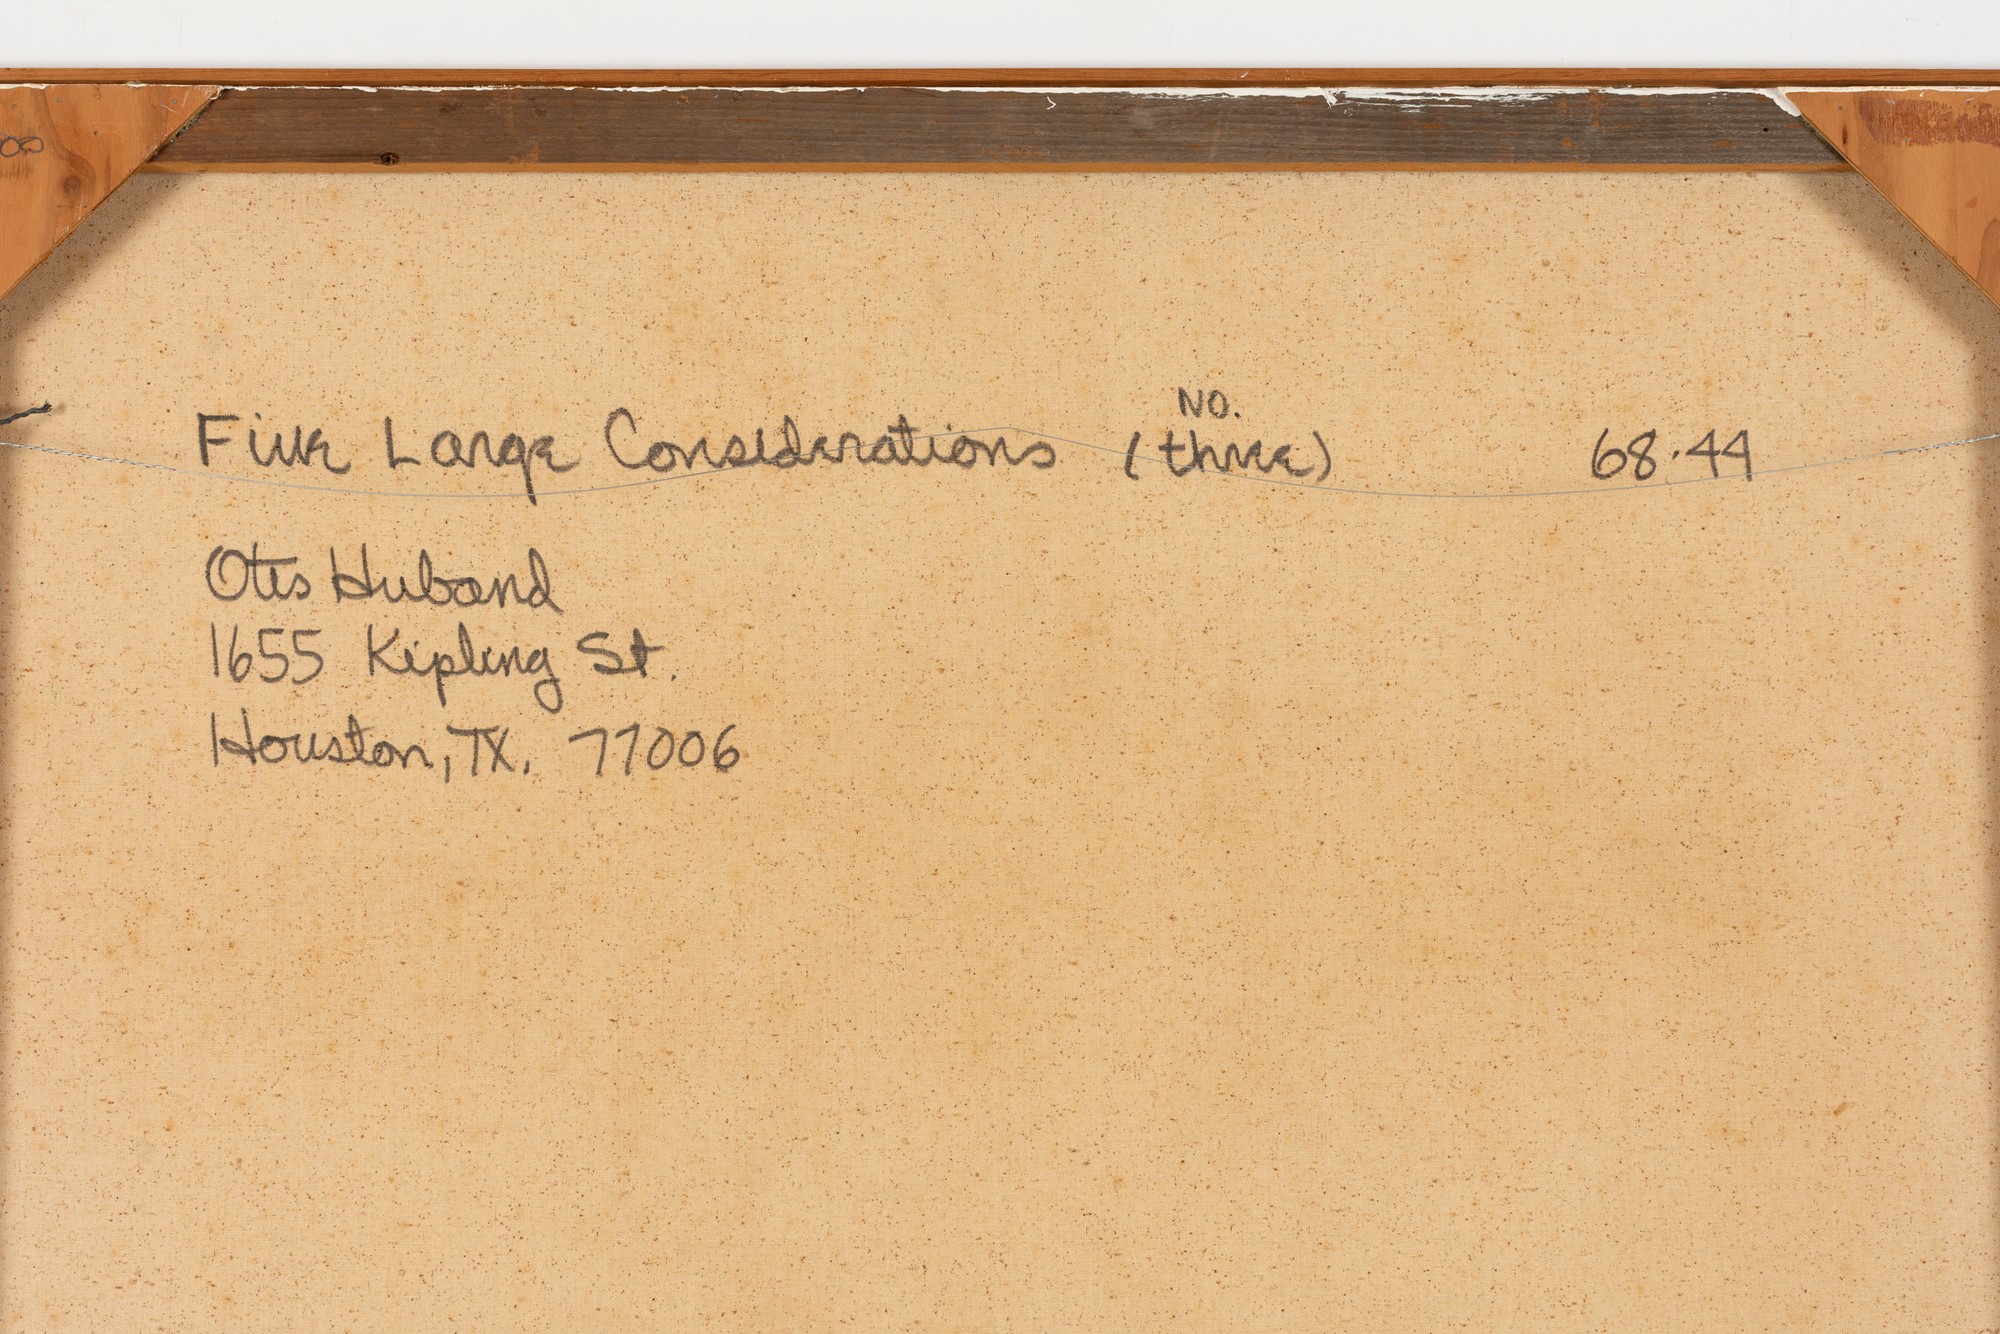 NO.
Five Large Considerations (three) 68.44
Otis Huband
1655 Kipling St.
Houston, TX. 77006